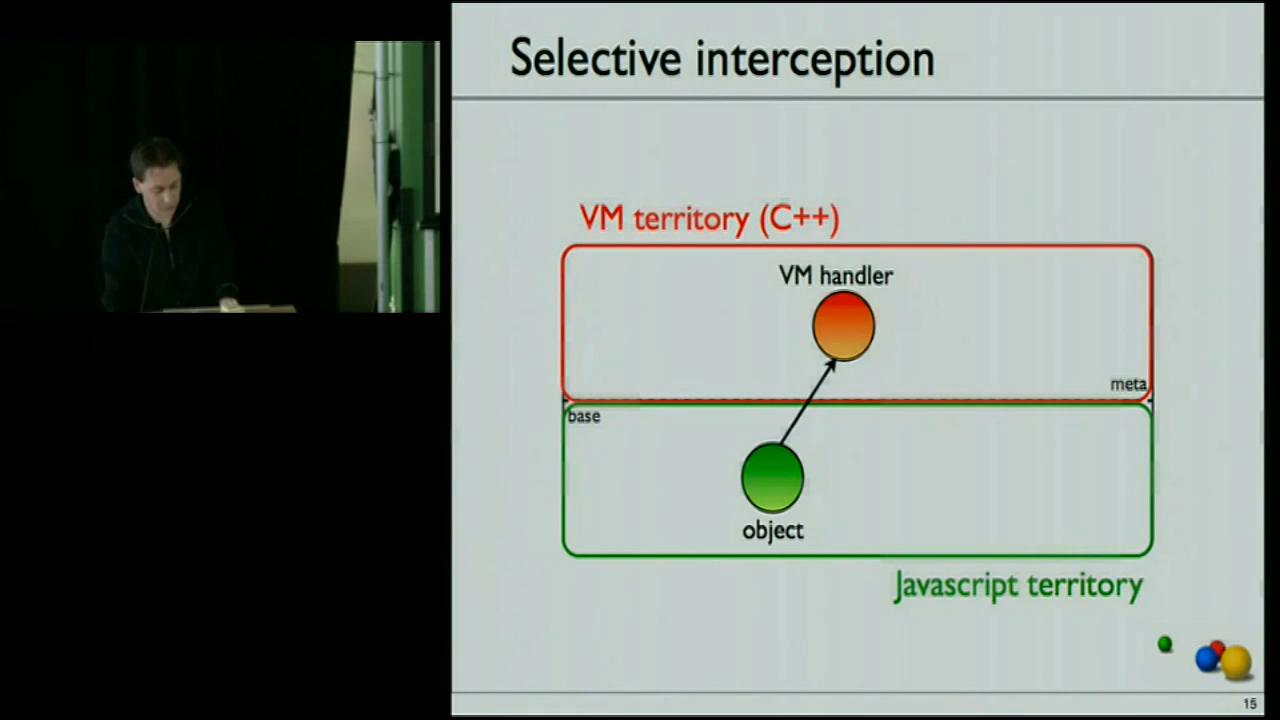 Selective interception
VM territory (C++)
VM handler
meta
base
object
Javascript territory
15